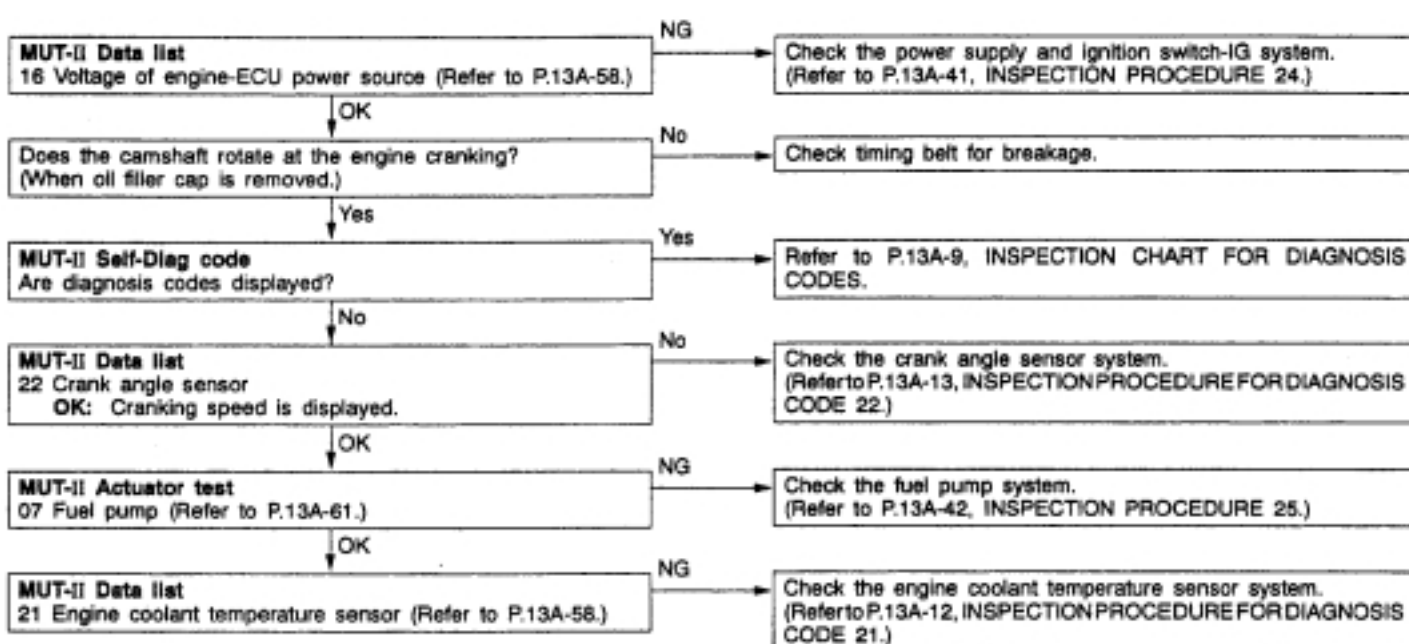 NG
MUT-II Data list
16 Voltage of engine-ECU power source (Refer to P.13A-58.)
Check the power supply and ignition switch-IG system.
(Refer to P.13A-41, INSPECTION PROCEDURE 24.)
OK
No
Does the camshaft rotate at the engine cranking?
(When oil filler cap is removed.)
Check timing belt for breakage.
Yes
Yes
MUT-II Self-Diag code
Are diagnosis codes displayed?
Refer to P.13A-9, INSPECTION CHART FOR DIAGNOSIS
CODES.
No
No
MUT-II Data list
22 Crank angle sensor
OK: Cranking speed is displayed.
Check the crank angle sensor system.
(Refer to P.13A-13, INSPECTION PROCEDURE FOR DIAGNOSIS
CODE 22.)
OK
NG
MUT-II Actuator test
07 Fuel pump (Refer to P.13A-61.)
Check the fuel pump system.
(Refer to P.13A-42, INSPECTION PROCEDURE 25.)
OK
NG
MUT-II Data list
21 Engine coolant temperature sensor (Refer to P.13A-58.)
Check the engine coolant temperature sensor system.
(Refer to P.13A-12, INSPECTION PROCEDURE FOR DIAGNOSIS
CODE 21.)